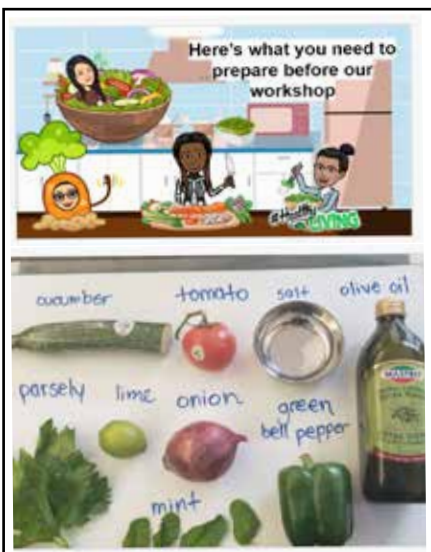 Here's what you need to
prepare before our
workshop
#Healthy
LIVING
cucumber
tomato
salt
olive oil
parsely
lime
onion
green
bell pepper
mint